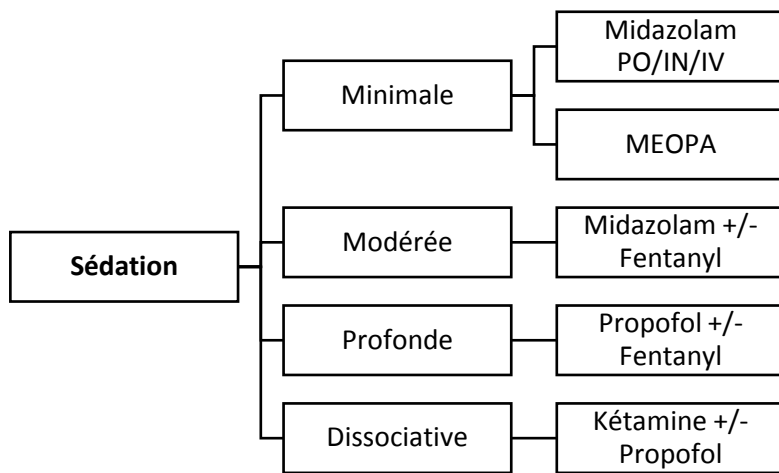 Sédation
Minimale
Midazolam
PO/IN/IV
MEOPA
Modérée
Midazolam +/-
Fentanyl
Profonde
Propofol +/-
Fentanyl
Dissociative
Kétamine +/-
Propofol